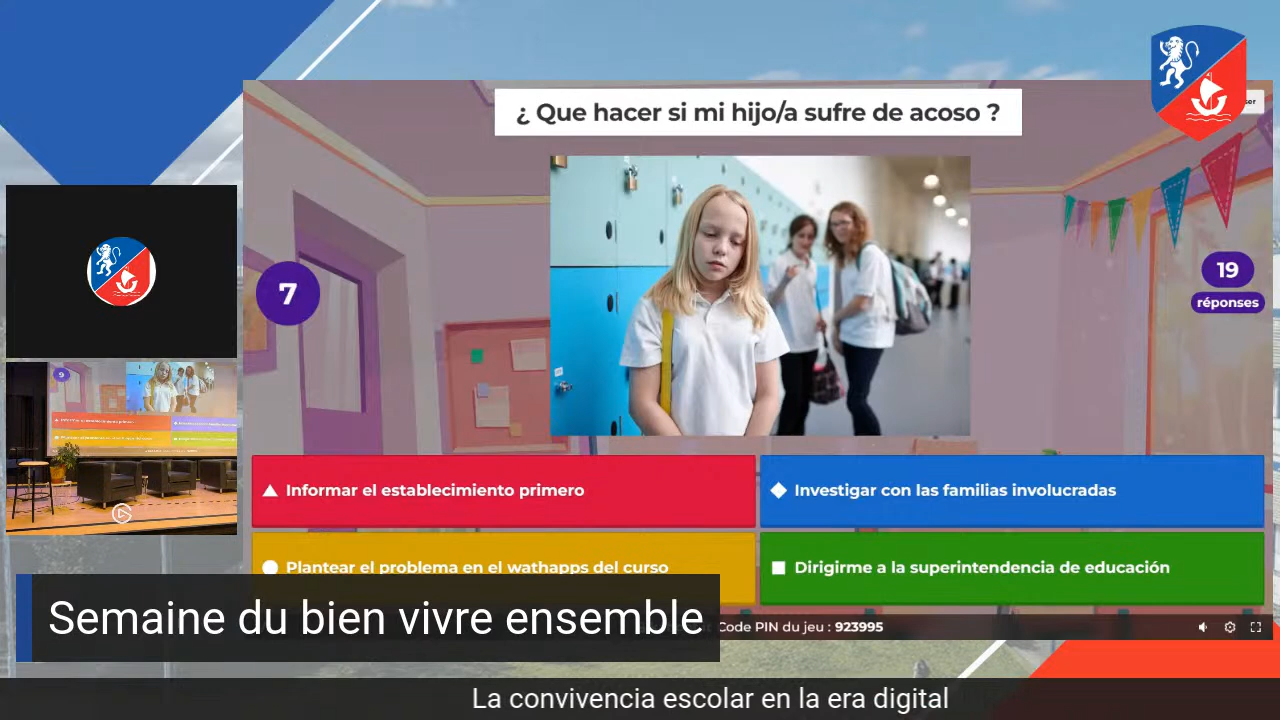 ¿ Que hacer si mi hijo/a sufre de acoso ?
7
19
réponses
Informar el establecimiento primero
Investigar con las familias involucradas
Plantear el problema en el wathapps del curso
Dirigirme a la superintendencia de educación
Code PIN du jeu : 923995
9
Semaine du bien vivre ensemble
La convivencia escolar en la era digital